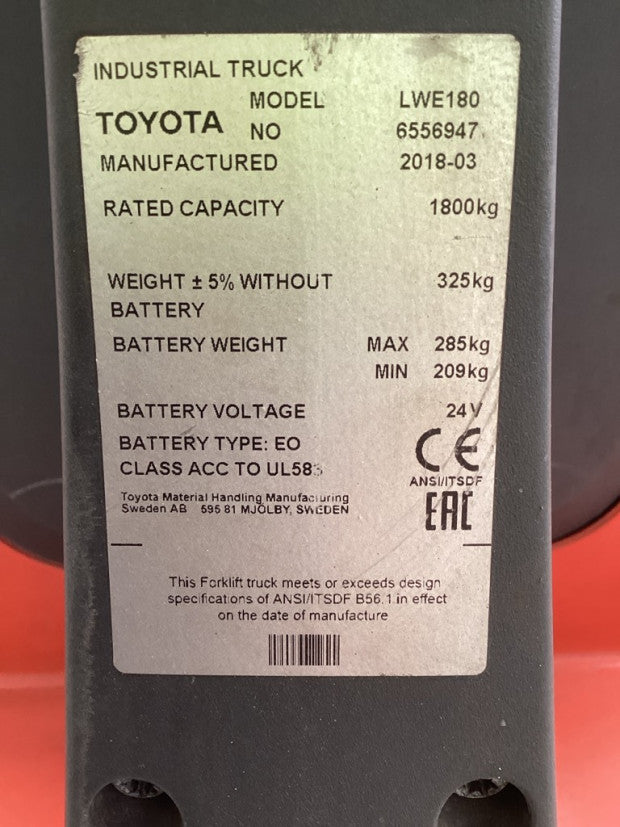 INDUSTRIAL TRUCK
MODEL LWE180
TOYOTA
NO 6556947
MANUFACTURED 2018-03
RATED CAPACITY 1800kg
WEIGHT ± 5% WITHOUT 325kg
BATTERY
BATTERY WEIGHT MAX 285kg
MIN 209kg
BATTERY VOLTAGE 24V
BATTERY TYPE: EO
CLASS ACC TO UL583
CE
ANSI/ITSDF
Toyota Material Handling Manufacturing
Sweden AB 595 81 MJÖLBY, SWEDEN
EAC
This Forklift truck meets or exceeds design
specifications of ANSI/ITSDF B56.1 in effect
on the date of manufacture